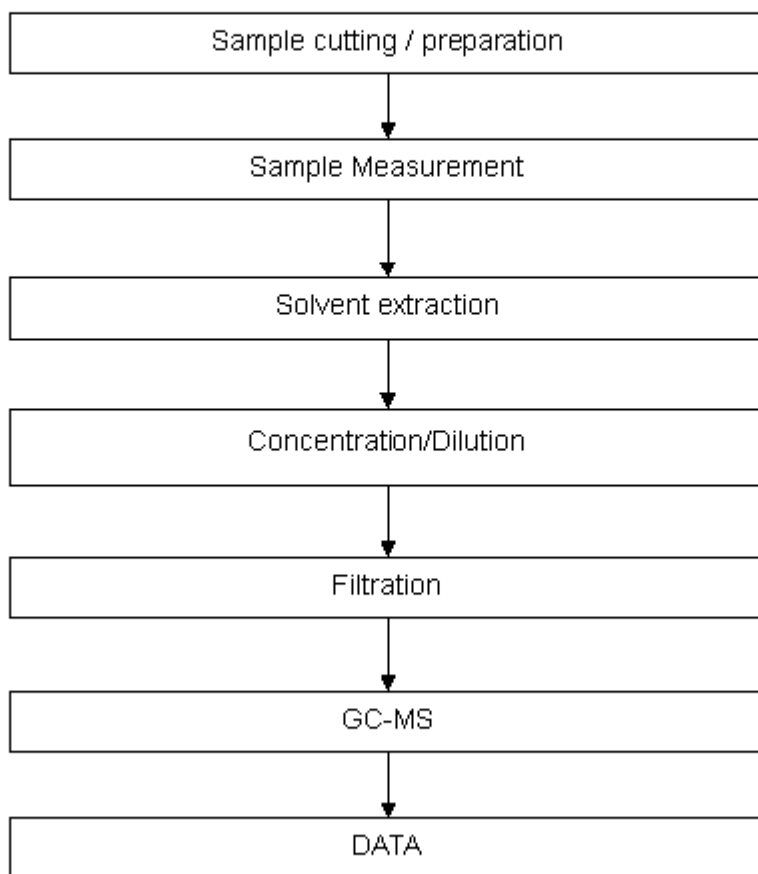 Sample cutting / preparation
Sample Measurement
Solvent extraction
Concentration/Dilution
Filtration
GC-MS
DATA